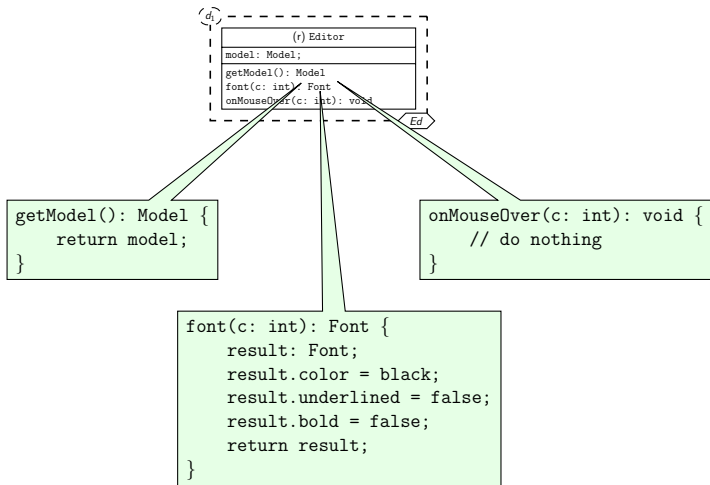 d₁
(r) Editor
model: Model;
getModel(): Model
font(c: int): Font
onMouseOver(c: int): void
Ed
getModel(): Model {
    return model;
}
onMouseOver(c: int): void {
    // do nothing
}
font(c: int): Font {
    result: Font;
    result.color = black;
    result.underlined = false;
    result.bold = false;
    return result;
}